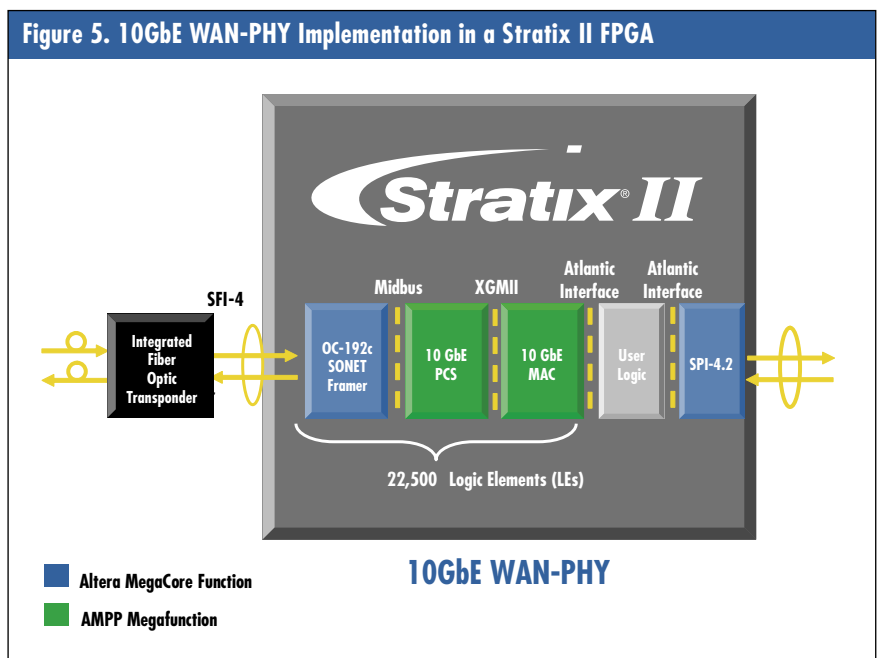 Figure 5. 10GbE WAN-PHY Implementation in a Stratix II FPGA
Stratix® II
SFI-4
Midbus
XGMII
Atlantic
Interface
Atlantic
Interface
Integrated
Fiber
Optic
Transponder
OC-192c
SONET
Framer
10 GbE
PCS
10 GbE
MAC
User
Logic
SPI-4.2
22,500 Logic Elements (LEs)
10GbE WAN-PHY
Altera MegaCore Function
AMPP Megafunction